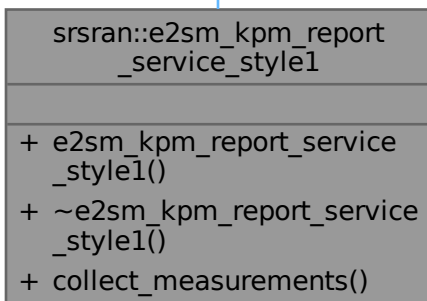 srsran::e2sm_kpm_report
_service_style1
+ e2sm_kpm_report_service
_style1()
+ ~e2sm_kpm_report_service
_style1()
+ collect_measurements()